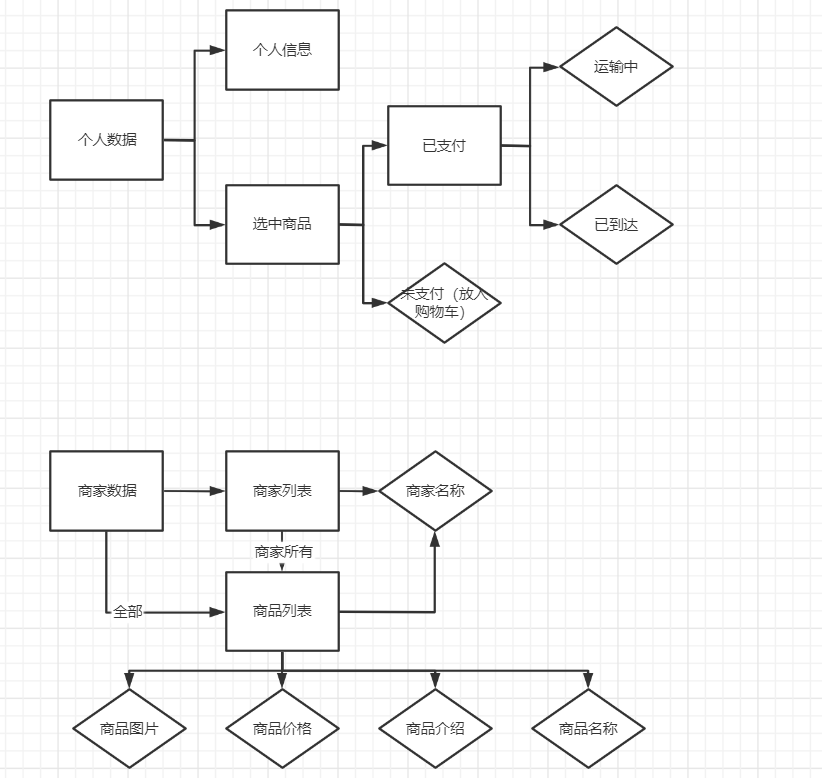 个人信息
运输中
个人数据
已支付
选中商品
已到达
未支付（放入
购物车）
商家数据
商家列表
商家名称
商家所有
全部
商品列表
商品图片
商品价格
商品介绍
商品名称